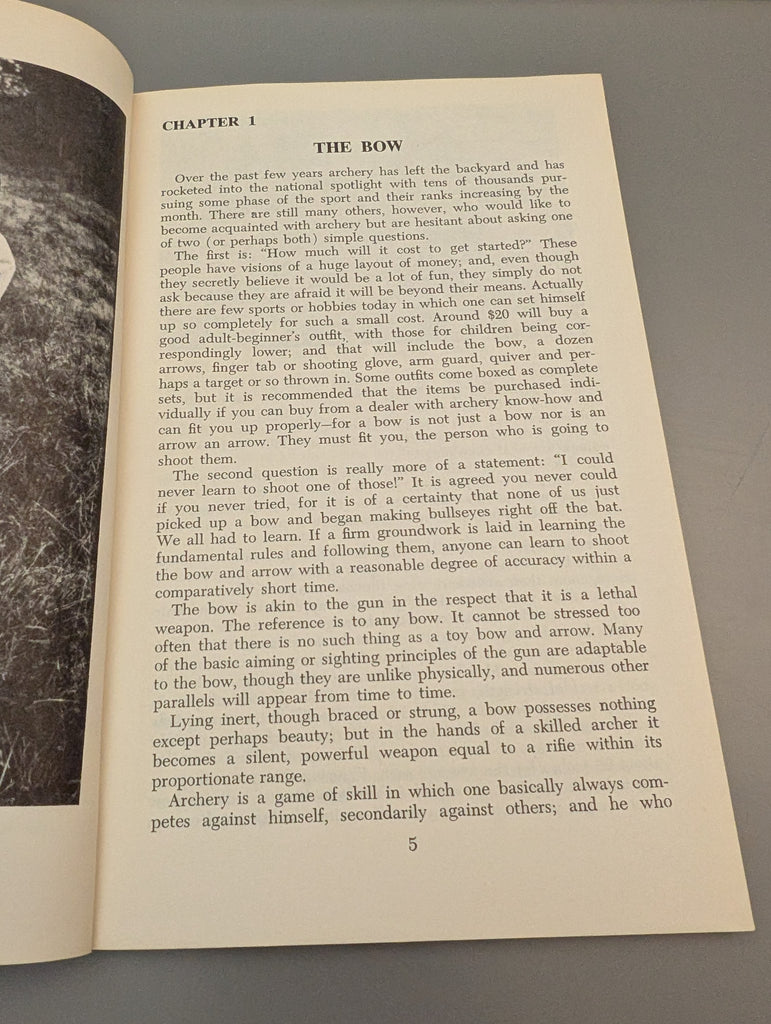 CHAPTER 1
THE BOW
Over the past few years archery has left the backyard and has
rocketed into the national spotlight with tens of thousands pur-
suing some phase of the sport and their ranks increasing by the
month. There are still many others, however, who would like to
become acquainted with archery but are hesitant about asking one
of two (or perhaps both) simple questions.
The first is: “How much will it cost to get started?” These
people have visions of a huge layout of money; and, even though
they secretly believe it would be a lot of fun, they simply do not
ask because they are afraid it will be beyond their means. Actually
there are few sports or hobbies today in which one can set himself
up so completely for such a small cost. Around $20 will buy a
good adult-beginner’s outfit, with those for children being cor-
respondingly lower; and that will include the bow, a dozen
arrows, finger tab or shooting glove, arm guard, quiver and per-
haps a target or so thrown in. Some outfits come boxed as complete
sets, but it is recommended that the items be purchased indi-
vidually if you can buy from a dealer with archery know-how and
can fit you up properly—for a bow is not just a bow nor is an
arrow an arrow. They must fit you, the person who is going to
shoot them.
The second question is really more of a statement: “I could
never learn to shoot one of those!” It is agreed you never could
if you never tried, for it is of a certainty that none of us just
picked up a bow and began making bullseyes right off the bat.
We all had to learn. If a firm groundwork is laid in learning the
fundamental rules and following them, anyone can learn to shoot
the bow and arrow with a reasonable degree of accuracy within a
comparatively short time.
The bow is akin to the gun in the respect that it is a lethal
weapon. The reference is to any bow. It cannot be stressed too
often that there is no such thing as a toy bow and arrow. Many
of the basic aiming or sighting principles of the gun are adaptable
to the bow, though they are unlike physically, and numerous other
parallels will appear from time to time.
Lying inert, though braced or strung, a bow possesses nothing
except perhaps beauty; but in the hands of a skilled archer it
becomes a silent, powerful weapon equal to a rifle within its
proportionate range.
Archery is a game of skill in which one basically always com-
petes against himself, secondarily against others; and he who
5